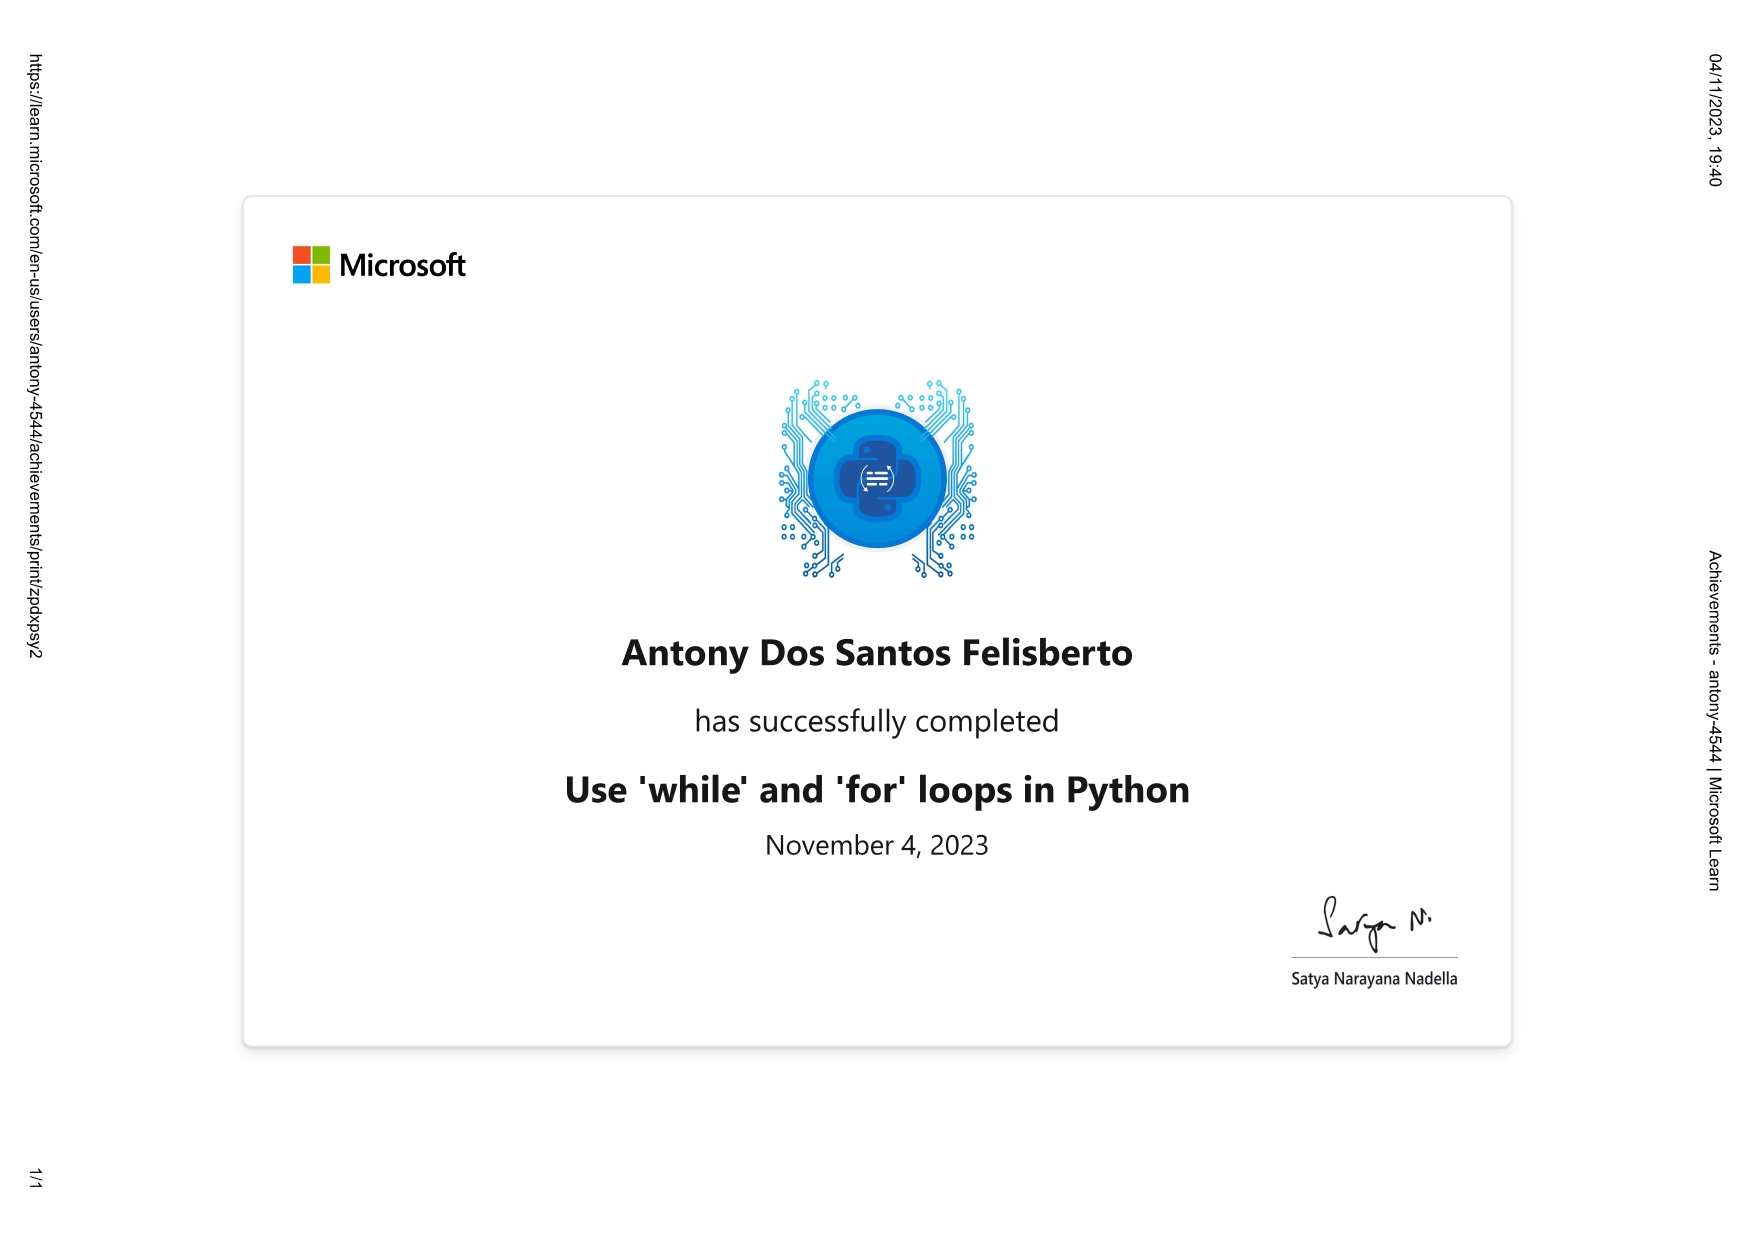 04/11/2023, 19:40
Achievements - antony-4544 | Microsoft Learn
Microsoft
Antony Dos Santos Felisberto
has successfully completed
Use 'while' and 'for' loops in Python
November 4, 2023
Satya N.
Satya Narayana Nadella
https://learn.microsoft.com/en-us/users/antony-4544/achievements/print/zpdxpsy2
1/1